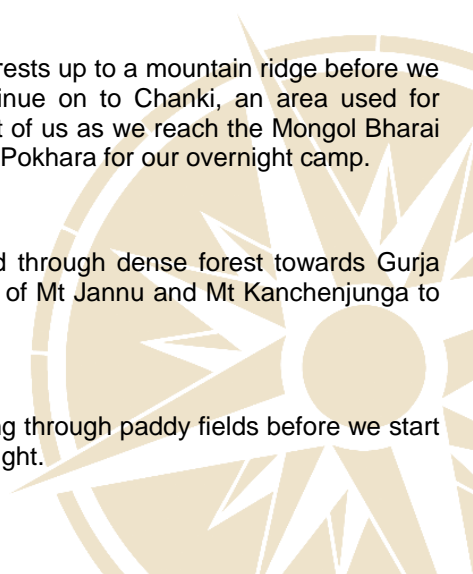 rests up to a mountain ridge before we
inue on to Chanki, an area used for
t of us as we reach the Mongol Bharai
Pokhara for our overnight camp.
d through dense forest towards Gurja
of Mt Jannu and Mt Kanchenjunga to
ng through paddy fields before we start
ght.